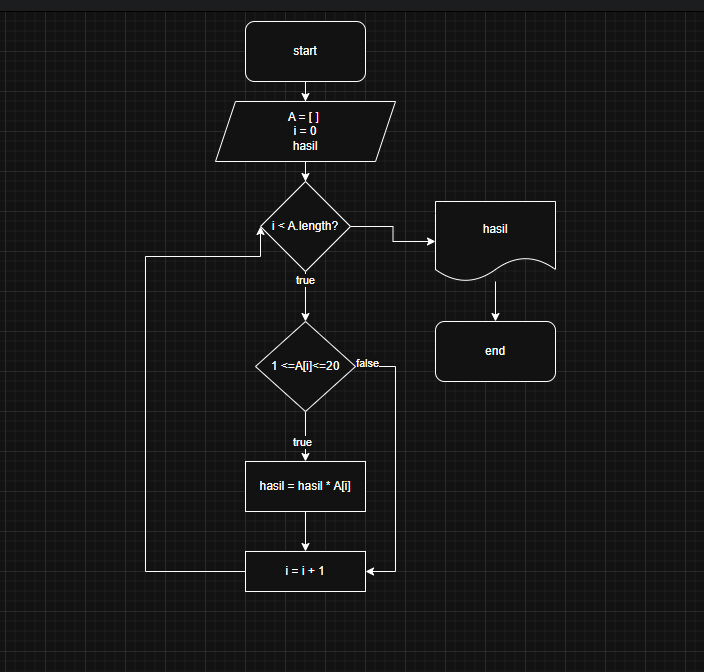 start
A = [ ]
i = 0
hasil
i < A.length?
hasil
true
end
1 <=A[i]<=20
false
true
hasil = hasil * A[i]
i = i + 1